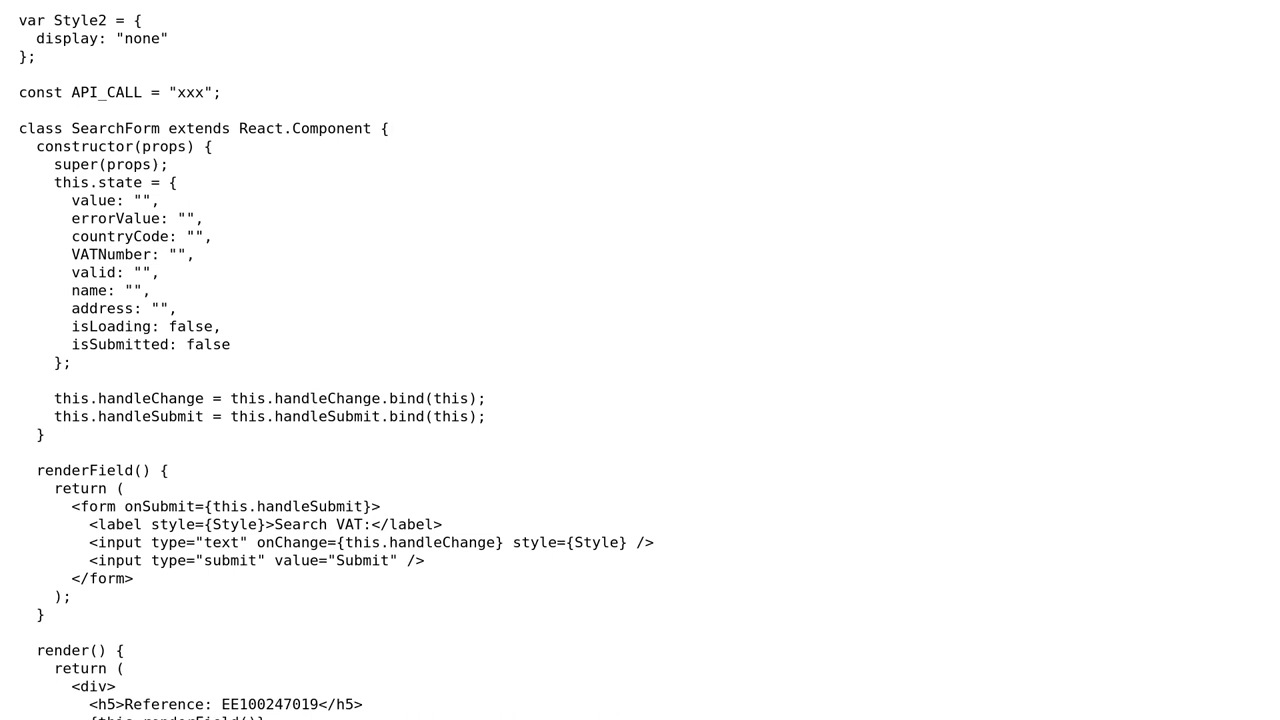 var Style2 = {
  display: "none"
};

const API_CALL = "xxx";

class SearchForm extends React.Component {
  constructor(props) {
    super(props);
    this.state = {
      value: "",
      errorValue: "",
      countryCode: "",
      VATNumber: "",
      valid: "",
      name: "",
      address: "",
      isLoading: false,
      isSubmitted: false
    };

    this.handleChange = this.handleChange.bind(this);
    this.handleSubmit = this.handleSubmit.bind(this);
  }

  renderField() {
    return (
      <form onSubmit={this.handleSubmit}>
        <label style={Style}>Search VAT:</label>
        <input type="text" onChange={this.handleChange} style={Style} />
        <input type="submit" value="Submit" />
      </form>
    );
  }

  render() {
    return (
      <div>
        <h5>Reference: EE100247019</h5>
        {this.renderField()}